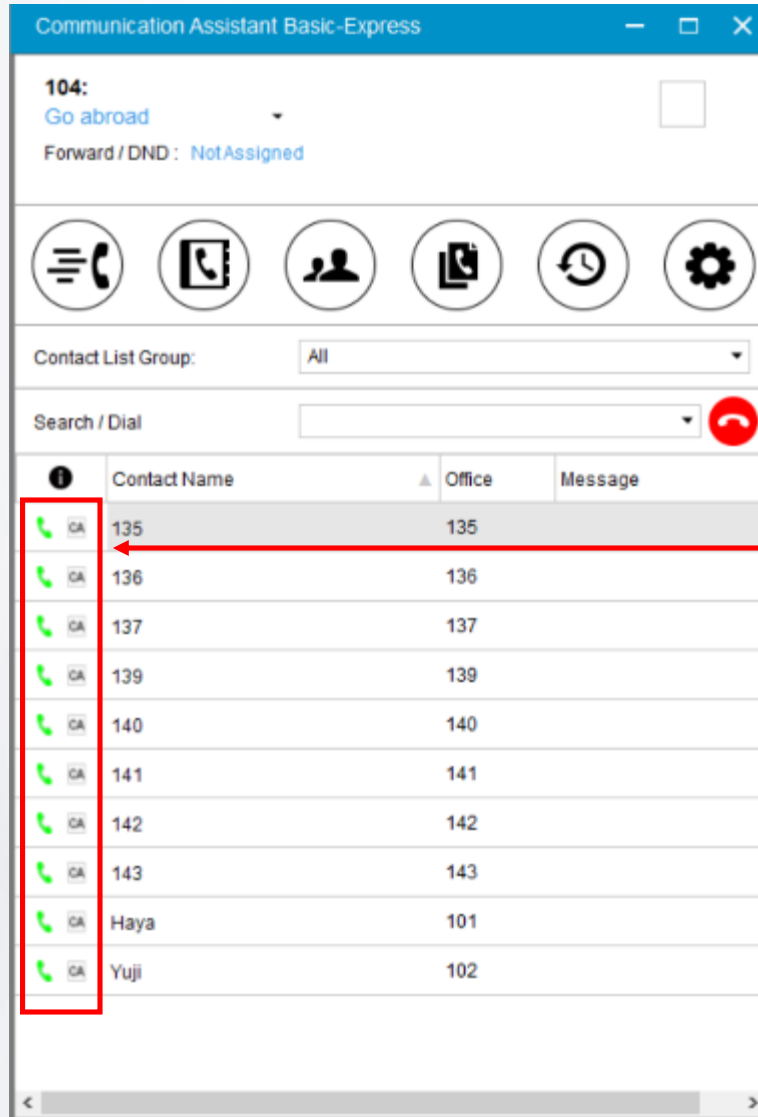 Communication Assistant Basic-Express
104:
Go abroad
Forward / DND : Not Assigned
Contact List Group: All
Search / Dial
Contact Name Office Message
CA 135 135
CA 136 136
CA 137 137
CA 139 139
CA 140 140
CA 141 141
CA 142 142
CA 143 143
CA Haya 101
CA Yuji 102